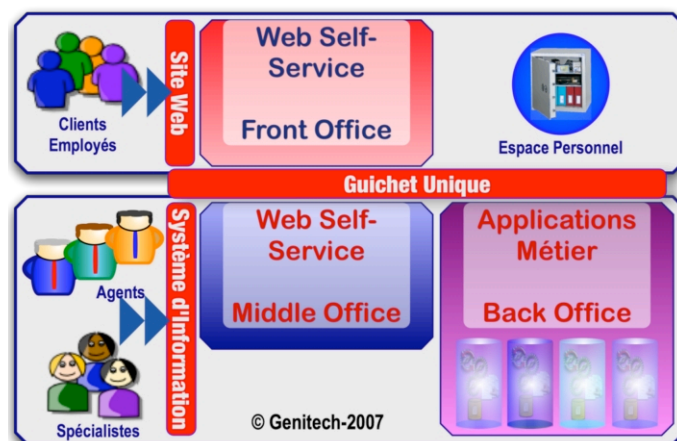 Clients
Employés
Site Web
Web Self-
Service
Front Office
Espace Personnel
Guichet Unique
Agents
Spécialistes
Système d'Information
Web Self-
Service
Middle Office
Applications
Métier
Back Office
© Genitech-2007